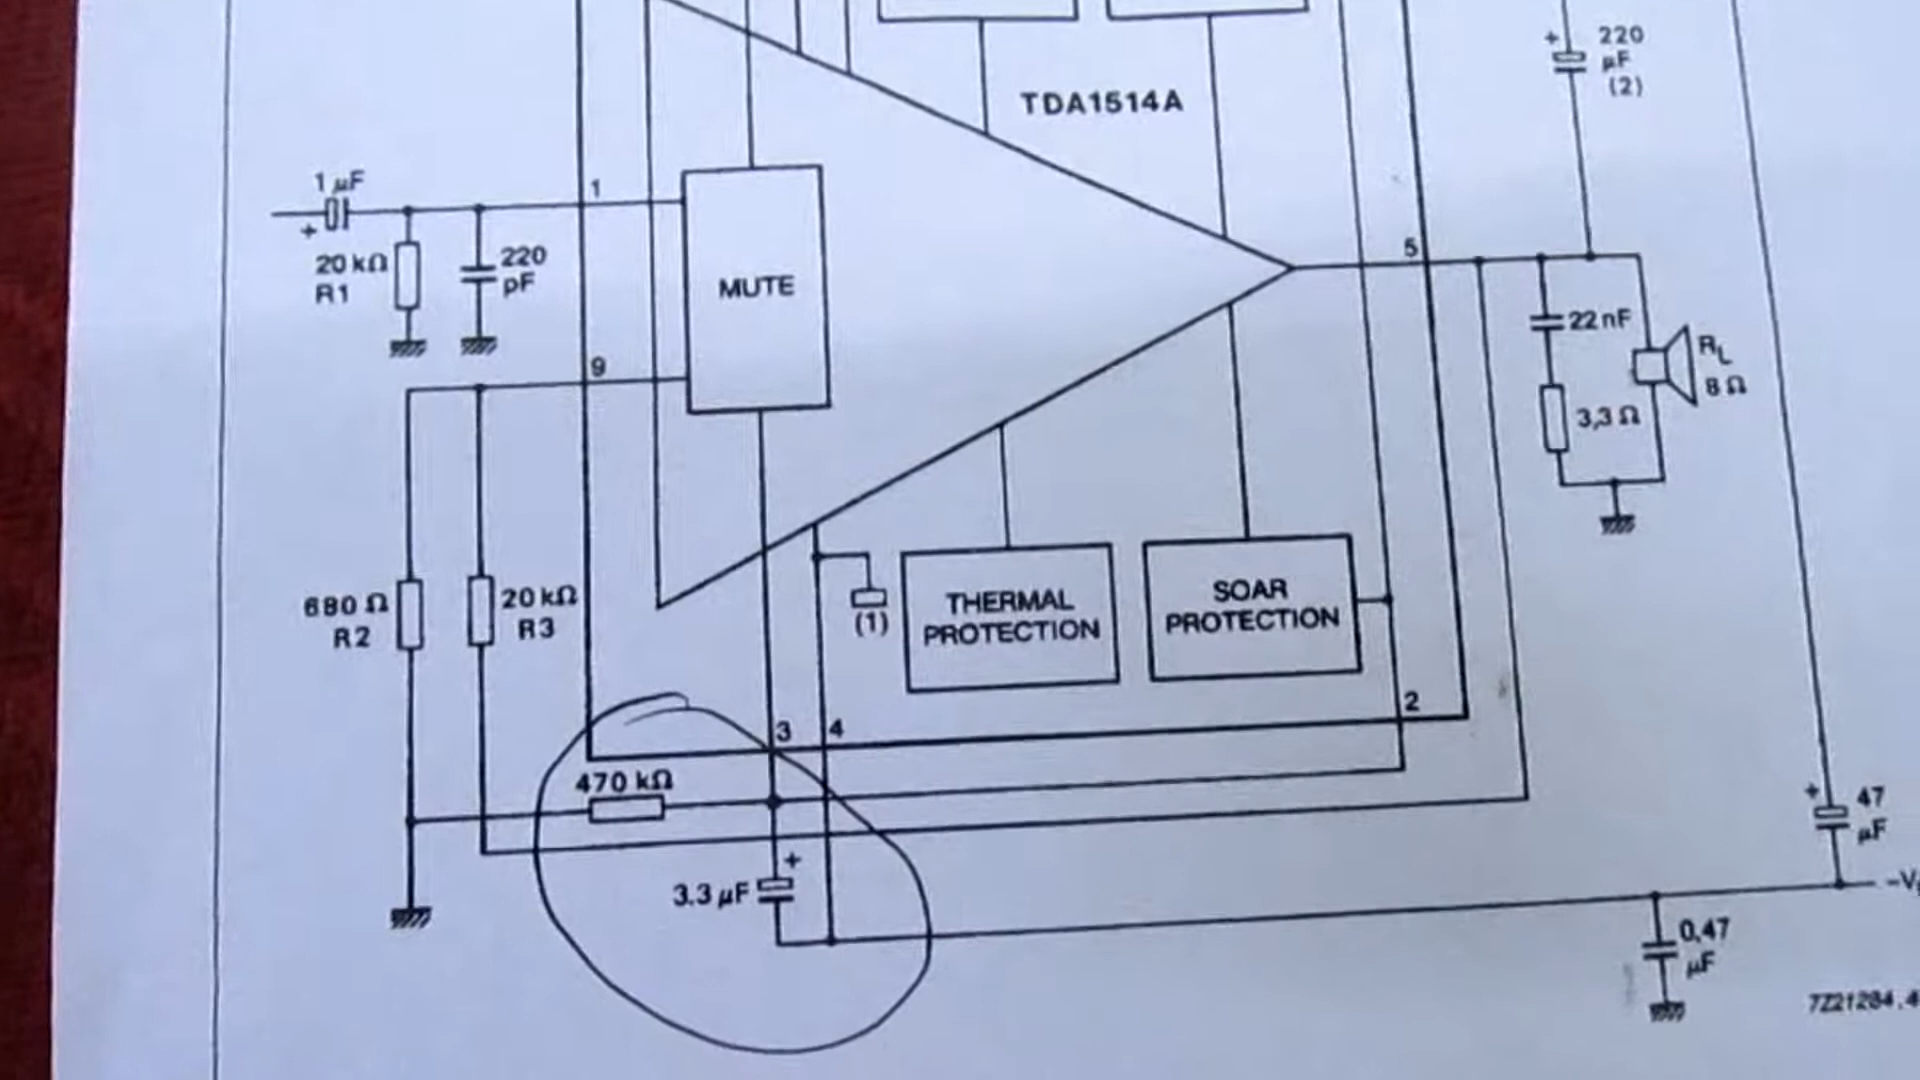 220
µF
(2)
TDA1514A
1 µF
+
1
5
20 kΩ
R1
220
pF
MUTE
22 nF
RL
8 Ω
9
3,3 Ω
680 Ω
R2
20 kΩ
R3
(1)
THERMAL
PROTECTION
SOAR
PROTECTION
2
3
4
470 kΩ
+
47
µF
+
3.3 µF
-V
0,47
µF
7Z21284.4
+